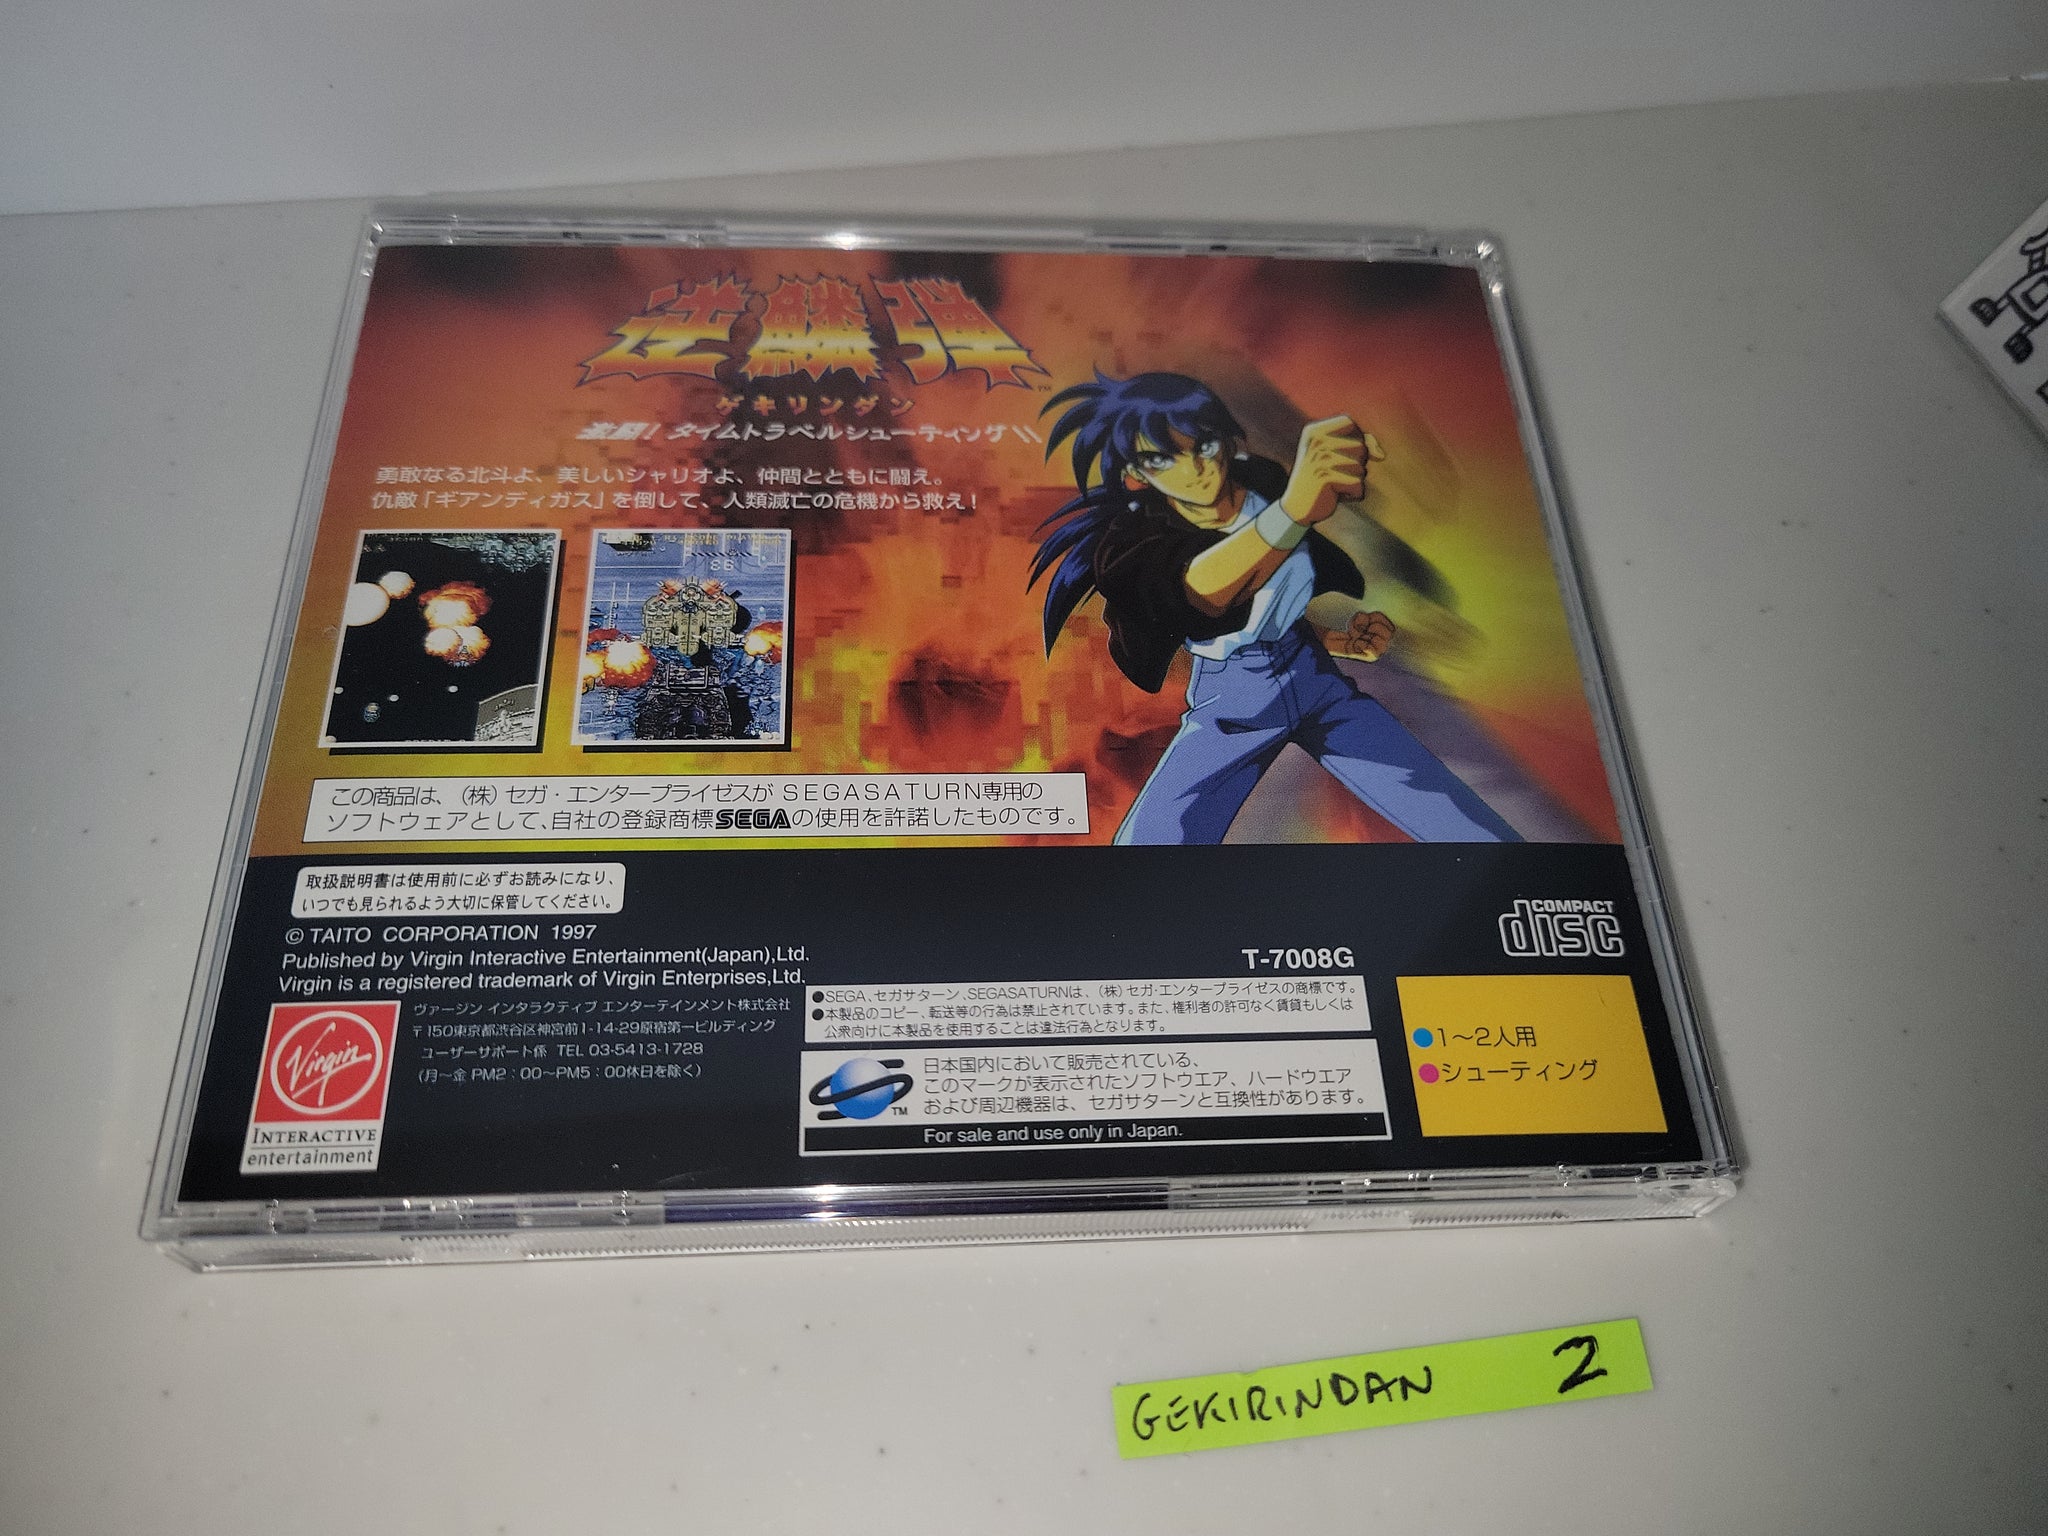 逆鱗弾
TM
ゲキリンダン
激闘!タイムトラベルシューティング!!
勇敢なる北斗よ、美しいシャリオよ、仲間とともに闘え。
仇敵「ギアンディガス」を倒して、人類滅亡の危機から救え!
この商品は、(株)セガ・エンタープライゼスがSEGASATURN専用の
ソフトウェアとして、自社の登録商標SEGAの使用を許諾したものです。
取扱説明書は使用前に必ずお読みになり、
いつでも見られるよう大切に保管してください。
© TAITO CORPORATION 1997
Published by Virgin Interactive Entertainment(Japan),Ltd.
Virgin is a registered trademark of Virgin Enterprises,Ltd.
Virgin
INTERACTIVE
entertainment
ヴァージン インタラクティブ エンターテインメント株式会社
〒150東京都渋谷区神宮前1-14-29原宿第一ビルディング
ユーザーサポート係 TEL 03-5413-1728
(月〜金 PM2:00〜PM5:00休日を除く)
T-7008G
COMPACT
disc
●SEGA、セガサターン、SEGASATURNは、(株)セガ・エンタープライゼスの商標です。
●本製品のコピー、転送等の行為は禁止されています。また、権利者の許可なく賃貸もしくは
公衆向けに本製品を使用することは違法行為となります。
TM
日本国内において販売されている、
このマークが表示されたソフトウエア、ハードウエア
および周辺機器は、セガサターンと互換性があります。
For sale and use only in Japan.
●1〜2人用
●シューティング
GEKIRINDAN 2